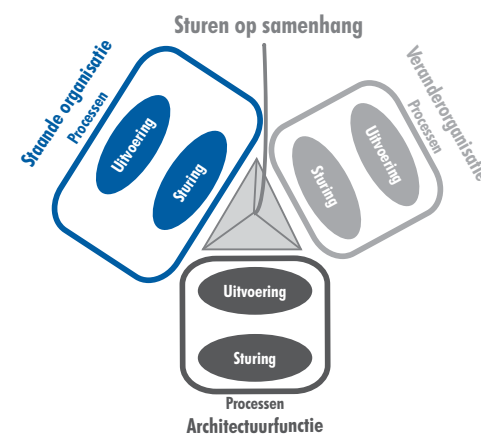 Sturen op samenhang
Staande organisatie
Processen
Uitvoering
Sturing
Veranderorganisatie
Processen
Uitvoering
Sturing
Uitvoering
Sturing
Processen
Architectuurfunctie